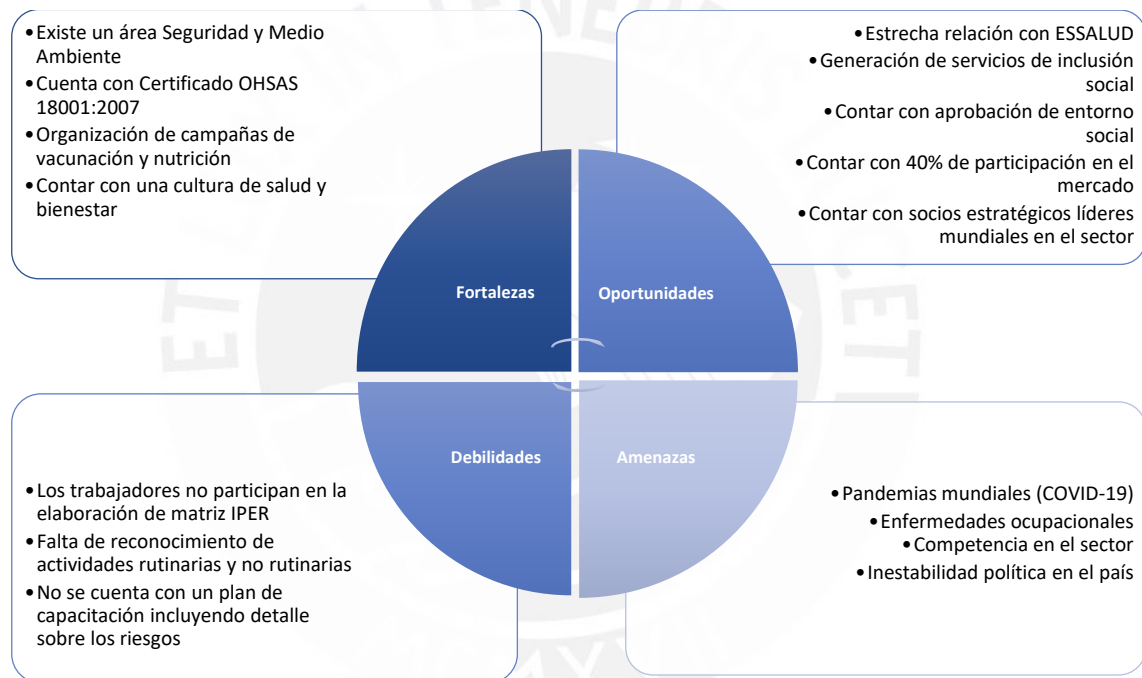 •Existe un área Seguridad y Medio
Ambiente
•Cuenta con Certificado OHSAS
18001:2007
•Organización de campañas de
vacunación y nutrición
•Contar con una cultura de salud y
bienestar
•Estrecha relación con ESSALUD
•Generación de servicios de inclusión
social
•Contar con aprobación de entorno
social
•Contar con 40% de participación en el
mercado
•Contar con socios estratégicos líderes
mundiales en el sector
Fortalezas
Oportunidades
Debilidades
Amenazas
•Los trabajadores no participan en la
elaboración de matriz IPER
•Falta de reconocimiento de
actividades rutinarias y no rutinarias
•No se cuenta con un plan de
capacitación incluyendo detalle
sobre los riesgos
•Pandemias mundiales (COVID-19)
•Enfermedades ocupacionales
•Competencia en el sector
•Inestabilidad política en el país